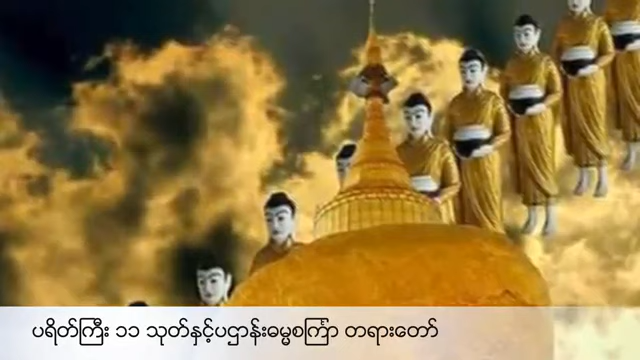 ပရိတ်ကြီး ၁၁ သုတ်နှင့်ပဌာန်းဓမ္မစင်္ကြာ တရားတော်